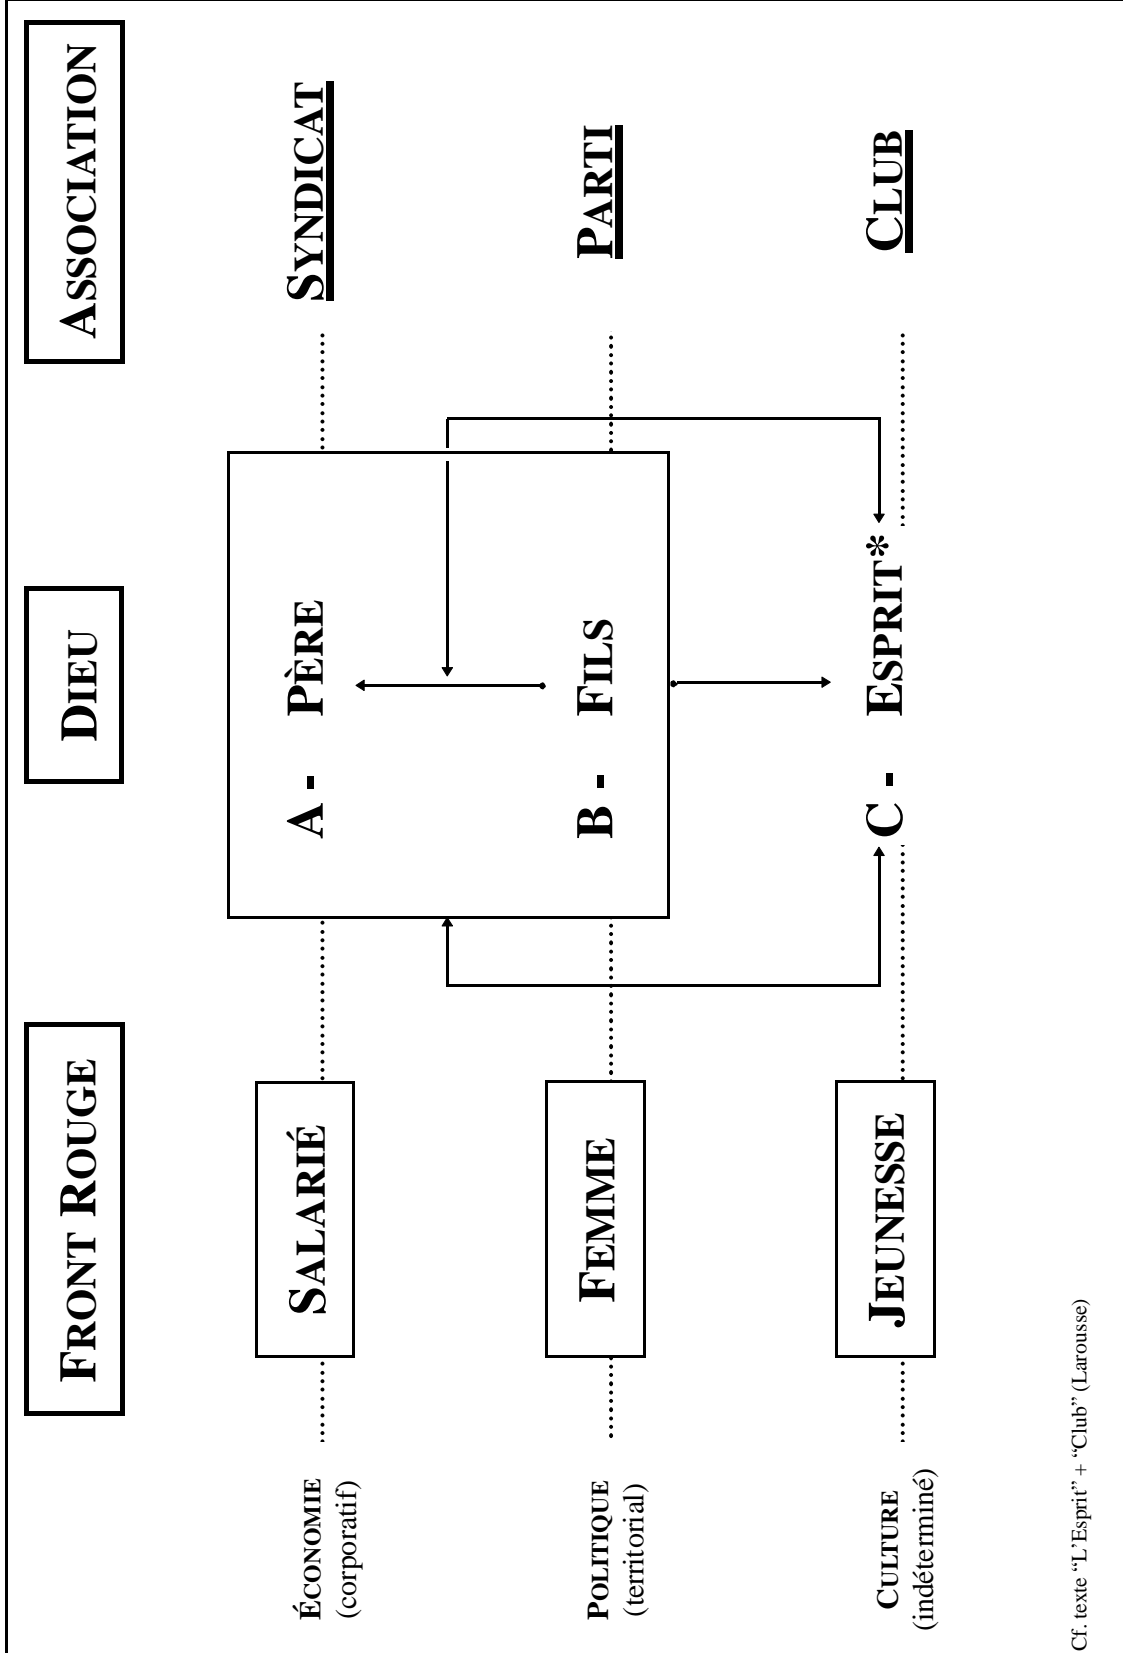 FRONT ROUGE
DIEU
ASSOCIATION
ÉCONOMIE
(corporatif)
SALARIÉ
A - PÈRE
SYNDICAT
POLITIQUE
(territorial)
FEMME
B - FILS
PARTI
CULTURE
(indéterminé)
JEUNESSE
C - ESPRIT*
CLUB
Cf. texte “L’Esprit” + “Club” (Larousse)